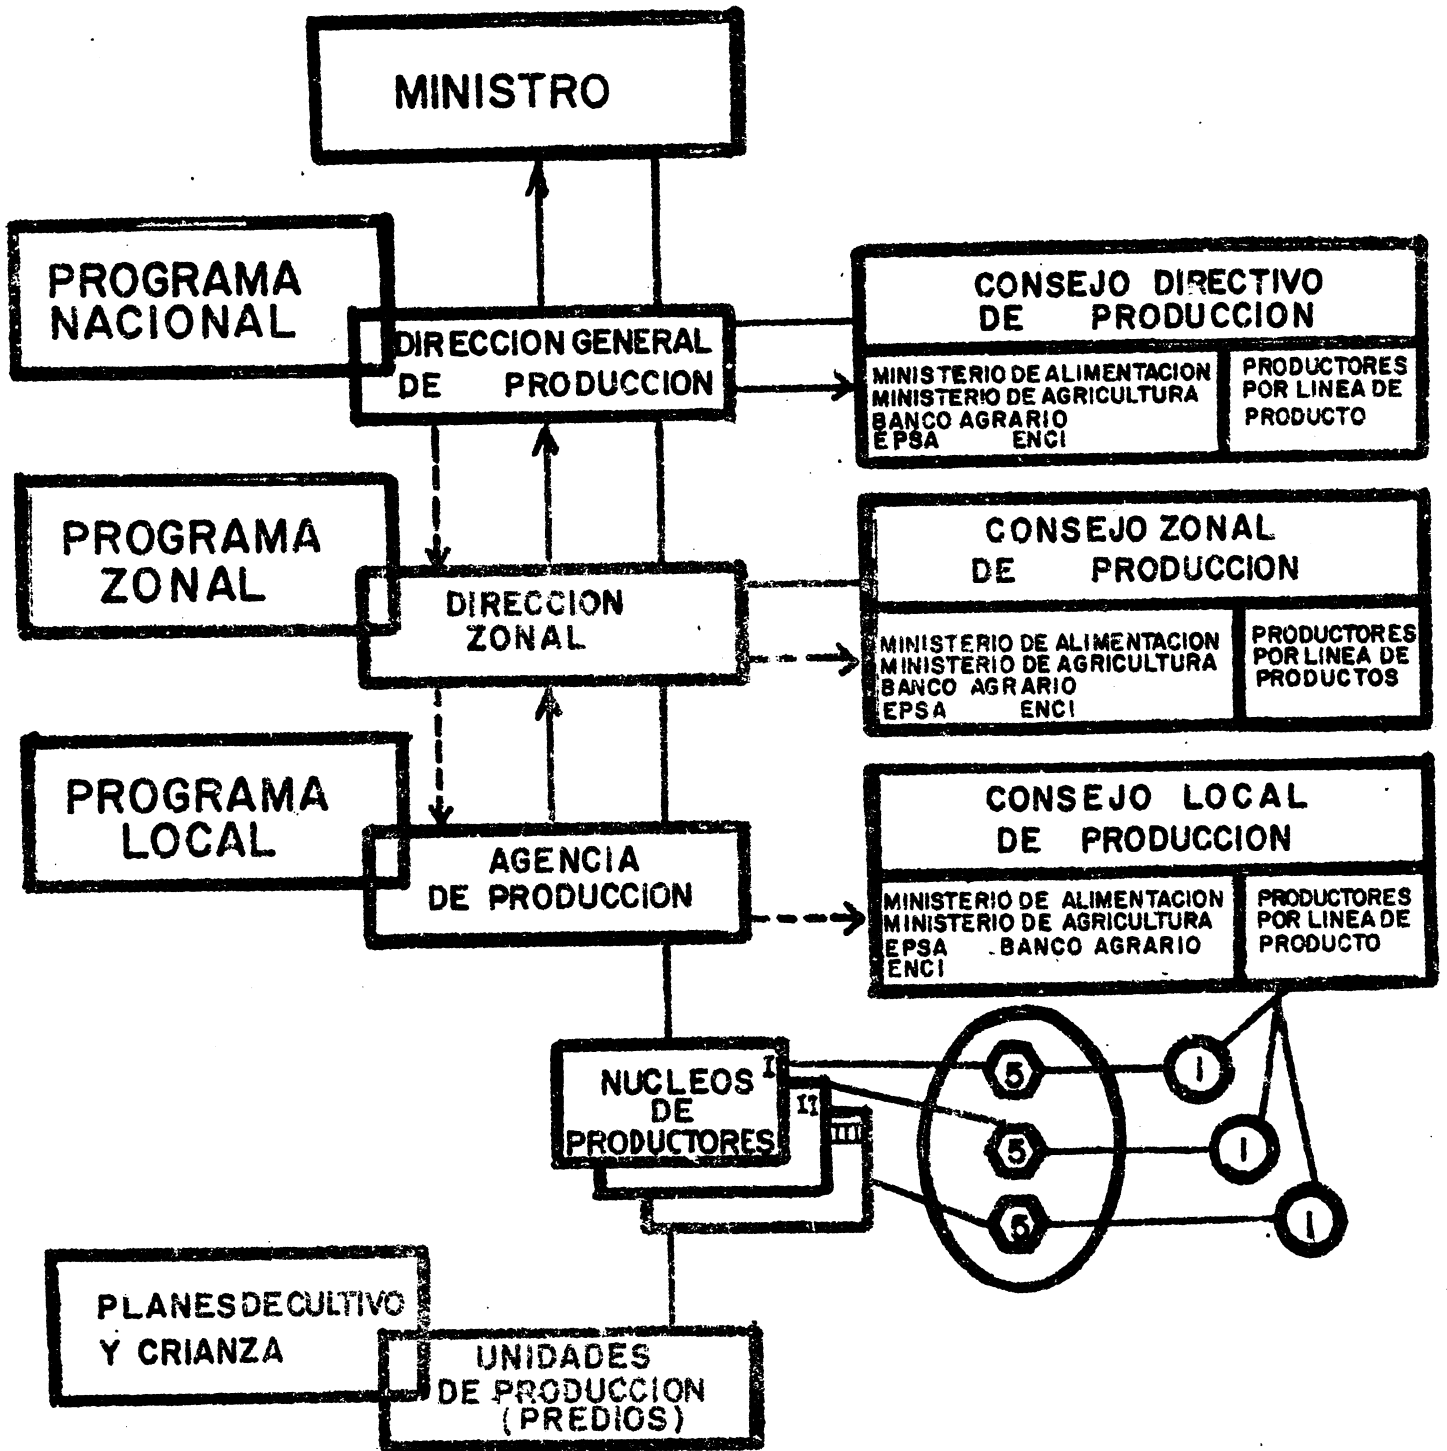 MINISTRO
PROGRAMA
NACIONAL
DIRECCION GENERAL
DE PRODUCCION
CONSEJO DIRECTIVO
DE PRODUCCION
MINISTERIO DE ALIMENTACION
MINISTERIO DE AGRICULTURA
BANCO AGRARIO
EPSA ENCI
PRODUCTORES
POR LINEA DE
PRODUCTO
PROGRAMA
ZONAL
DIRECCION
ZONAL
CONSEJO ZONAL
DE PRODUCCION
MINISTERIO DE ALIMENTACION
MINISTERIO DE AGRICULTURA
BANCO AGRARIO
EPSA ENCI
PRODUCTORES
POR LINEA DE
PRODUCTOS
PROGRAMA
LOCAL
AGENCIA
DE PRODUCCION
CONSEJO LOCAL
DE PRODUCCION
MINISTERIO DE ALIMENTACION
MINISTERIO DE AGRICULTURA
EPSA BANCO AGRARIO
ENCI
PRODUCTORES
POR LINEA DE
PRODUCTO
NUCLEOS
DE
PRODUCTORES
I
II
III
5
1
5
1
5
1
PLANES DE CULTIVO
Y CRIANZA
UNIDADES
DE PRODUCCION
(PREDIOS)